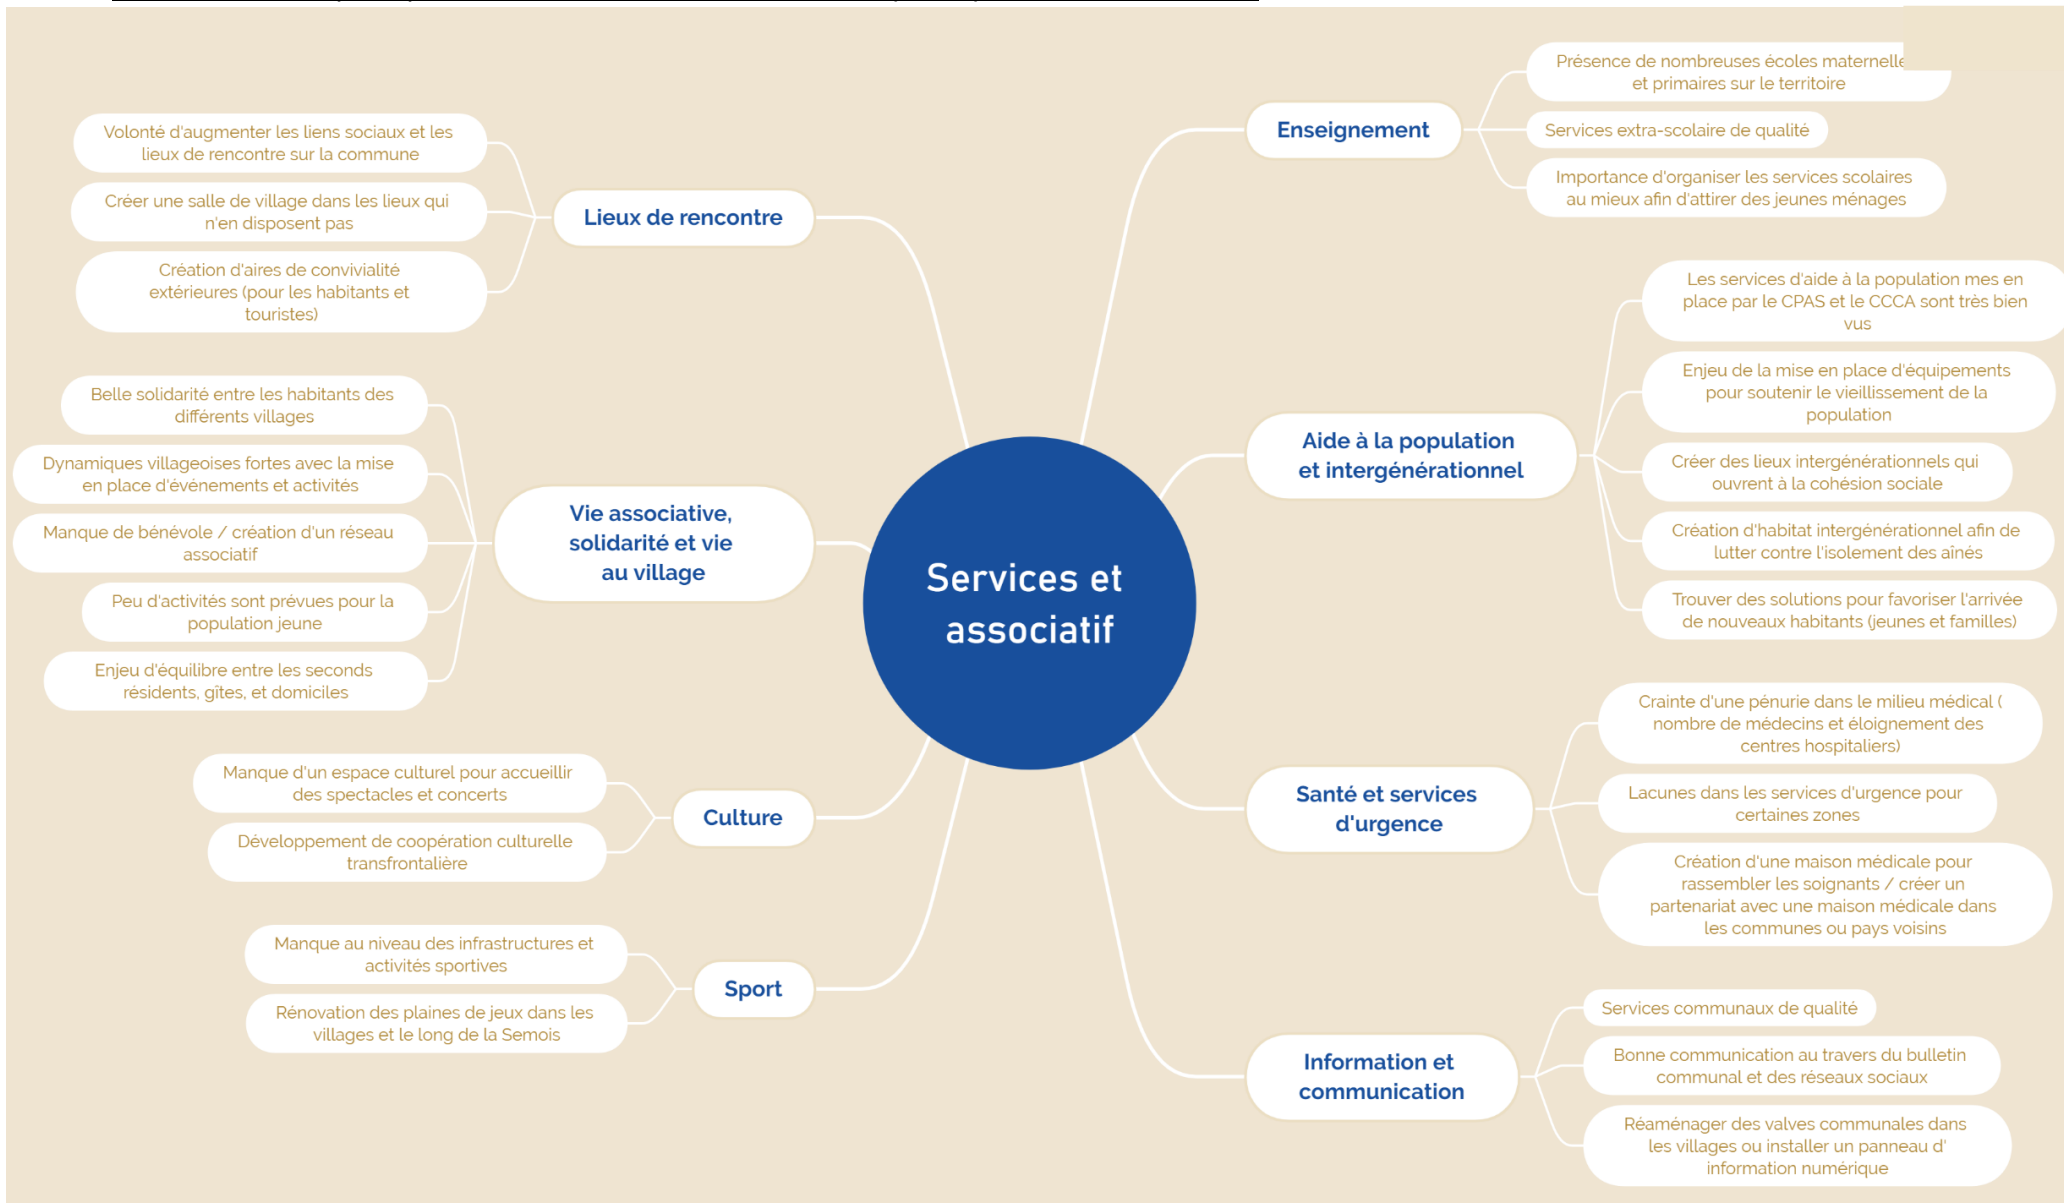 Services et
associatif
Lieux de rencontre
Volonté d'augmenter les liens sociaux et les
lieux de rencontre sur la commune
Créer une salle de village dans les lieux qui
n'en disposent pas
Création d'aires de convivialité
extérieures (pour les habitants et
touristes)
Vie associative,
solidarité et vie
au village
Belle solidarité entre les habitants des
différents villages
Dynamiques villageoises fortes avec la mise
en place d'événements et activités
Manque de bénévole / création d'un réseau
associatif
Peu d'activités sont prévues pour la
population jeune
Enjeu d'équilibre entre les seconds
résidents, gîtes, et domiciles
Culture
Manque d'un espace culturel pour accueillir
des spectacles et concerts
Développement de coopération culturelle
transfrontalière
Sport
Manque au niveau des infrastructures et
activités sportives
Rénovation des plaines de jeux dans les
villages et le long de la Semois
Enseignement
Présence de nombreuses écoles maternelle
et primaires sur le territoire
Services extra-scolaire de qualité
Importance d'organiser les services scolaires
au mieux afin d'attirer des jeunes ménages
Aide à la population
et intergénérationnel
Les services d'aide à la population mes en
place par le CPAS et le CCCA sont très bien
vus
Enjeu de la mise en place d'équipements
pour soutenir le vieillissement de la
population
Créer des lieux intergénérationnels qui
ouvrent à la cohésion sociale
Création d'habitat intergénérationnel afin de
lutter contre l'isolement des aînés
Trouver des solutions pour favoriser l'arrivée
de nouveaux habitants (jeunes et familles)
Santé et services
d'urgence
Crainte d'une pénurie dans le milieu médical (
nombre de médecins et éloignement des
centres hospitaliers)
Lacunes dans les services d'urgence pour
certaines zones
Création d'une maison médicale pour
rassembler les soignants / créer un
partenariat avec une maison médicale dans
les communes ou pays voisins
Information et
communication
Services communaux de qualité
Bonne communication au travers du bulletin
communal et des réseaux sociaux
Réaménager des valves communales dans
les villages ou installer un panneau d'
information numérique